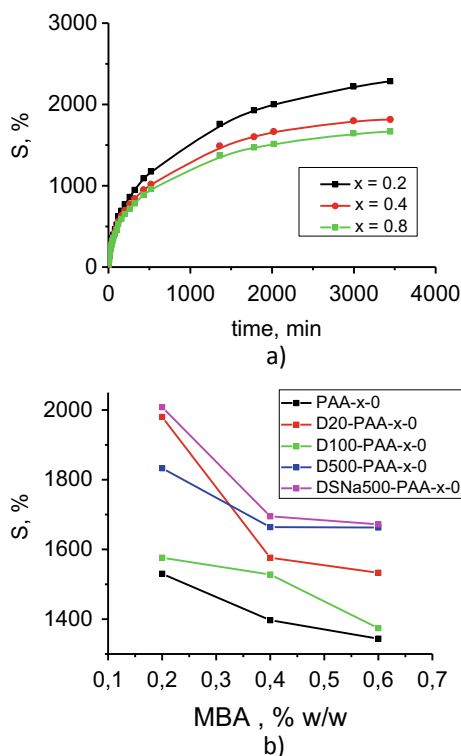 3000
2000
1000
0
S, %
x = 0.2
x = 0.4
x = 0.8
0 1000 2000 3000 4000
time, min
a)
2000
1800
1600
1400
S, %
PAA-x-0
D20-PAA-x-0
D100-PAA-x-0
D500-PAA-x-0
DSNa500-PAA-x-0
0,1 0,2 0,3 0,4 0,5 0,6 0,7
MBA , % w/w
b)